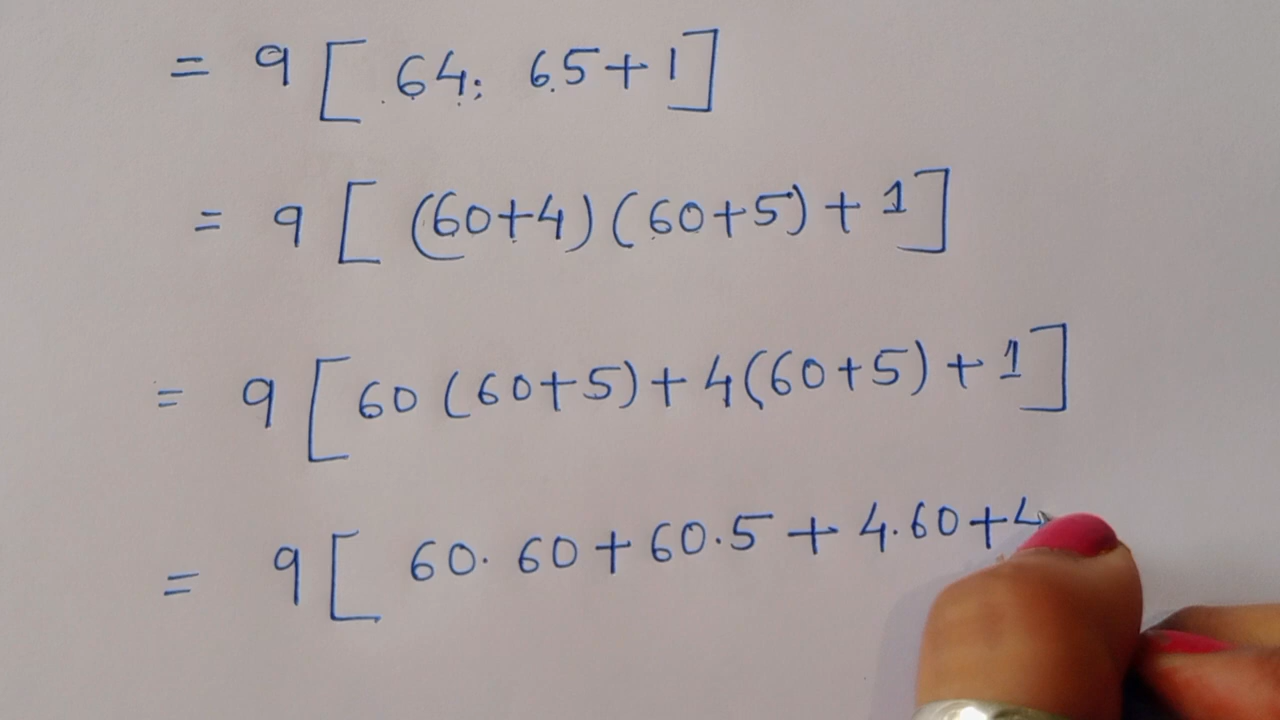 = 9 [ 64. 65+1]
= 9 [ (60+4)(60+5)+1]
= 9 [60(60+5)+4(60+5)+1]
= 9 [ 60. 60+60.5+4.60+4